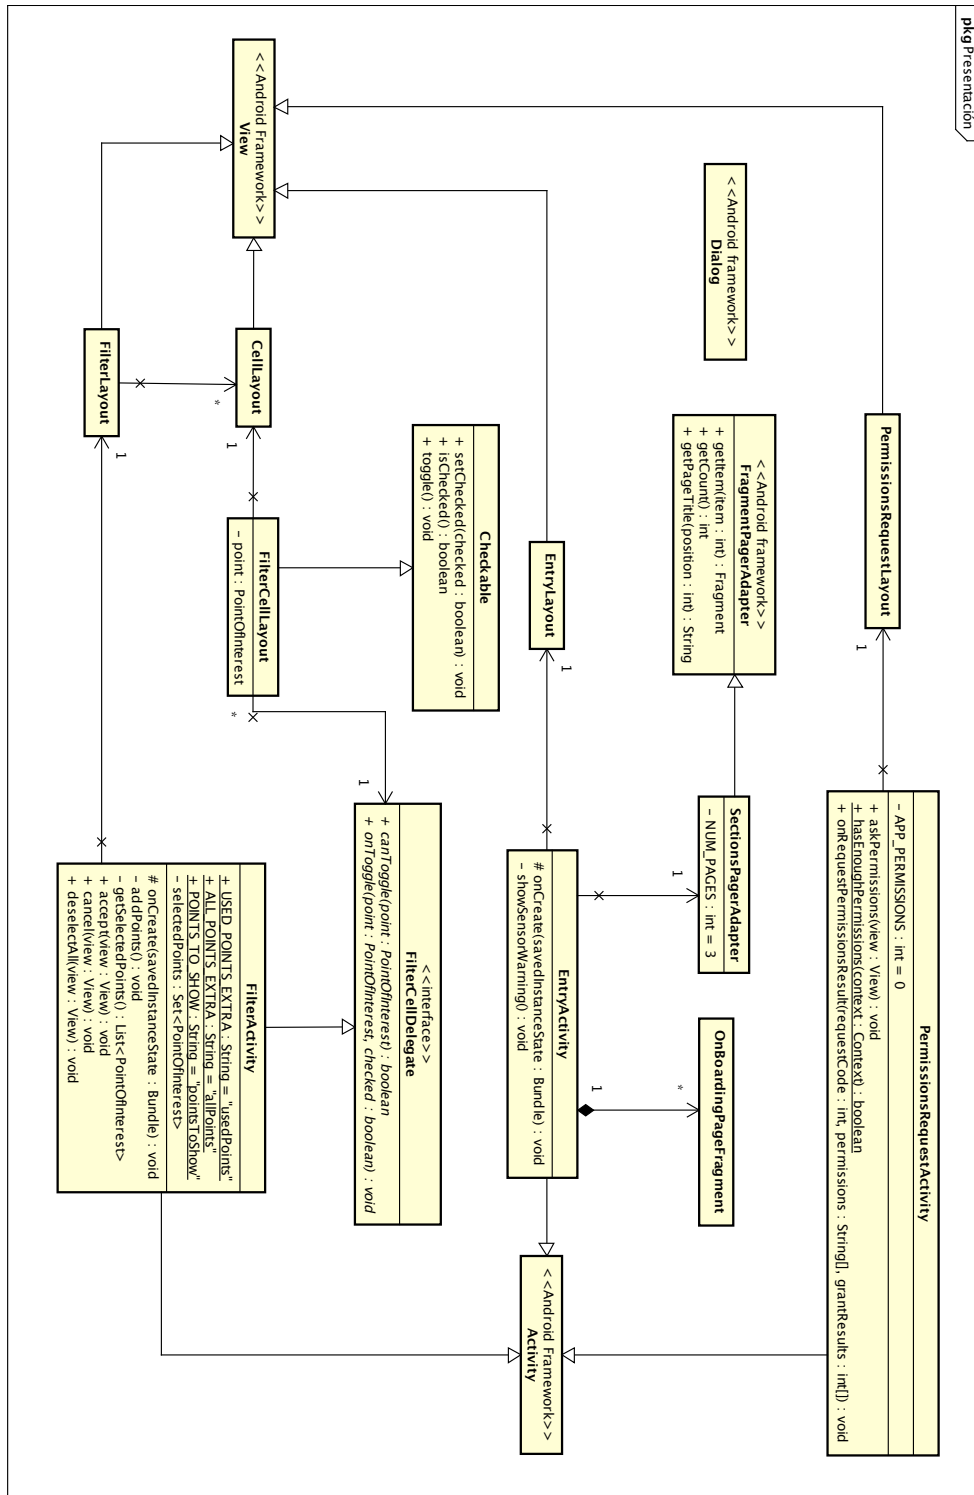 pkg Presentación
PermissionsRequestLayout
1
PermissionsRequestActivity
- APP_PERMISSIONS : int = 0
+ askPermissions(view : View) : void
+ hasEnoughPermissions(context : Context) : boolean
+ onRequestPermissionsResult(requestCode : int, permissions : String[], grantResults : int[]) : void
<<Android framework>>
Dialog
<<Android framework>>
FragmentPagerAdapter
+ getItem(item : int) : Fragment
+ getCount() : int
+ getPageTitle(position : int) : String
SectionsPagerAdapter
- NUM_PAGES : int = 3
OnBoardingPageFragment
1
*
1
EntryLayout
1
EntryActivity
# onCreate(savedInstanceState : Bundle) : void
- showSensorWarning() : void
<<Android Framework>>
Activity
Checkable
+ setChecked(checked : boolean) : void
+ isChecked() : boolean
+ toggle() : void
<<interface>>
FilterCellDelegate
+ canToggle(point : PointOfInterest) : boolean
+ onToggle(point : PointOfInterest, checked : boolean) : void
1
<<Android Framework>>
View
CellLayout
1
*
FilterCellLayout
- point : PointOfInterest
*
FilterLayout
1
FilterActivity
+ USED_POINTS_EXTRA : String = "usedPoints"
+ ALL_POINTS_EXTRA : String = "allPoints"
+ POINTS_TO_SHOW : String = "pointsToShow"
- selectedPoints : Set<PointOfInterest>
# onCreate(savedInstanceState : Bundle) : void
- addPoints() : void
- getSelectedPoints() : List<PointOfInterest>
+ accept(view : View) : void
+ cancel(view : View) : void
+ deselectAll(view : View) : void